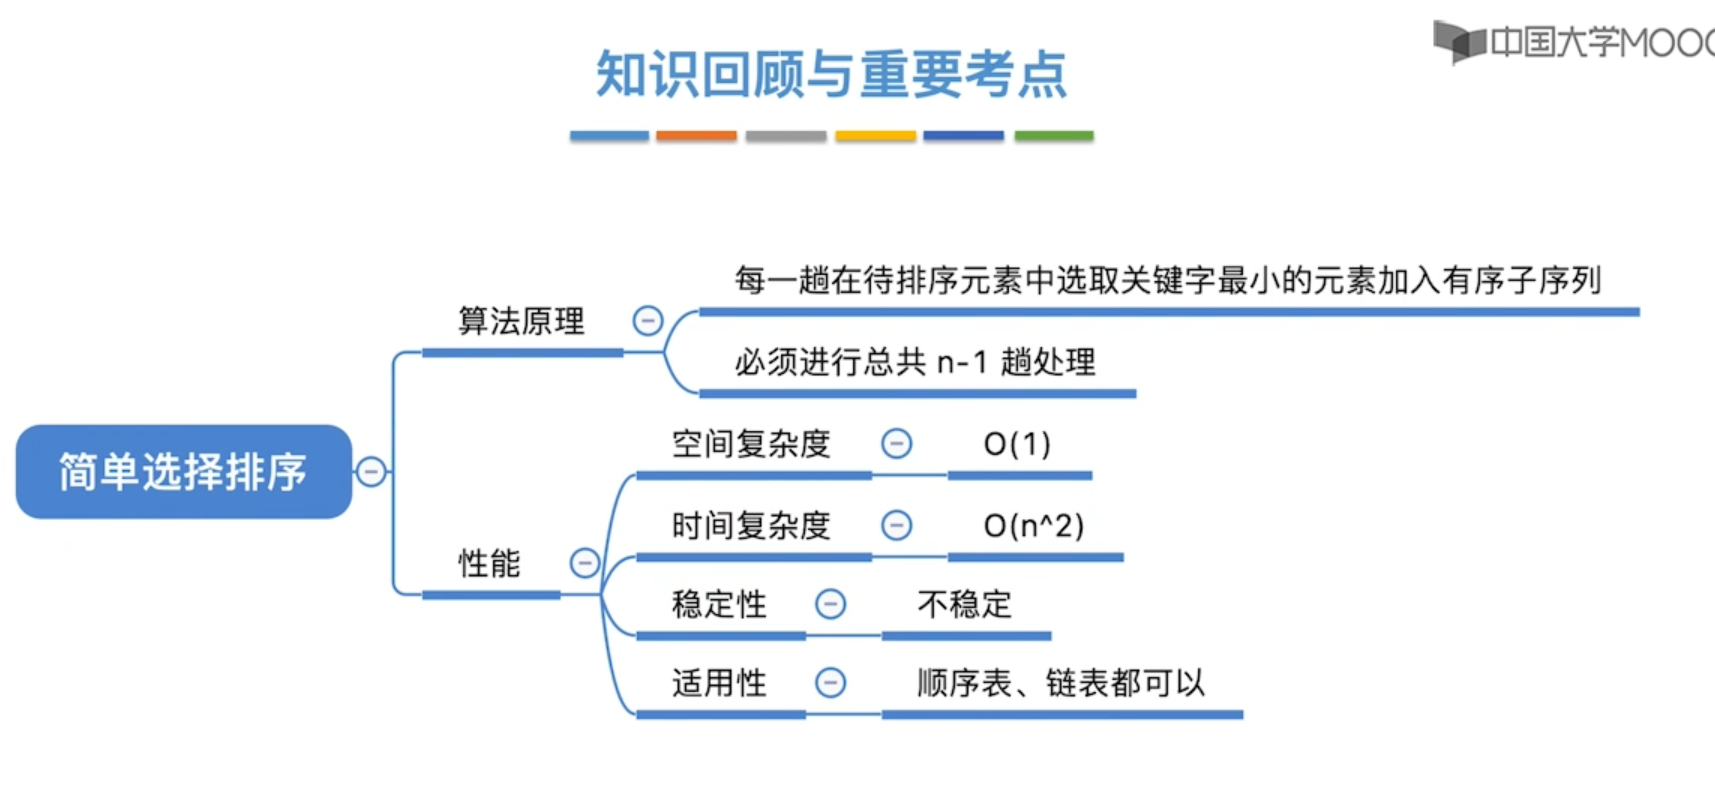 中国大学MOOC
知识回顾与重要考点
简单选择排序
算法原理
每一趟在待排序元素中选取关键字最小的元素加入有序子序列
必须进行总共 n-1 趟处理
性能
空间复杂度
O(1)
时间复杂度
O(n^2)
稳定性
不稳定
适用性
顺序表、链表都可以